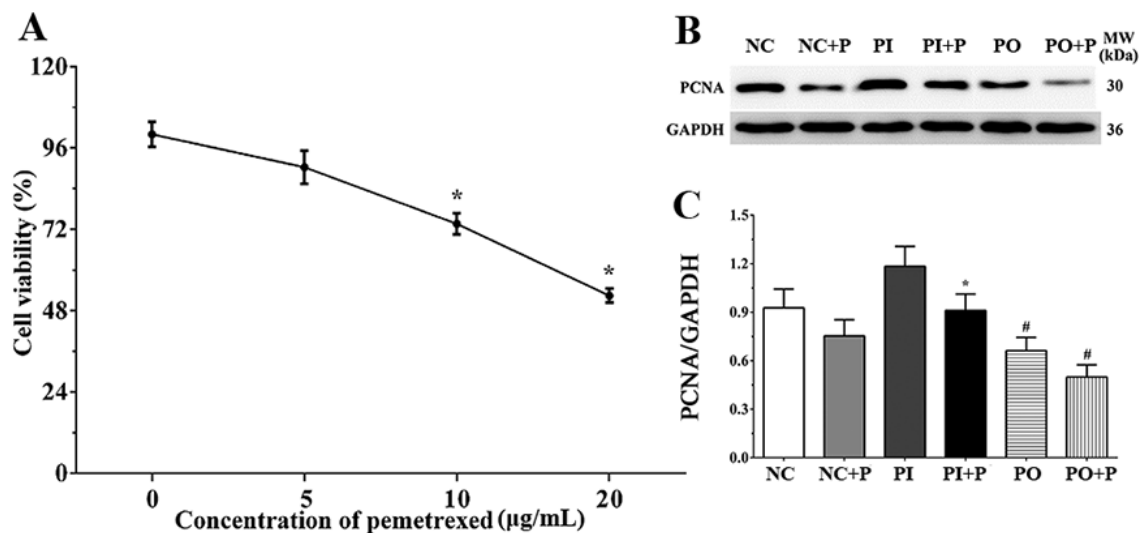 A
120
96
72
48
24
0
Cell viability (%)
*
*
0 5 10 20
Concentration of pemetrexed (μg/mL)
B
NC NC+P PI PI+P PO PO+P MW
(kDa)
PCNA 30
GAPDH 36
C
1.5
1.2
0.9
0.6
0.3
0.0
PCNA/GAPDH
*
#
#
NC NC+P PI PI+P PO PO+P